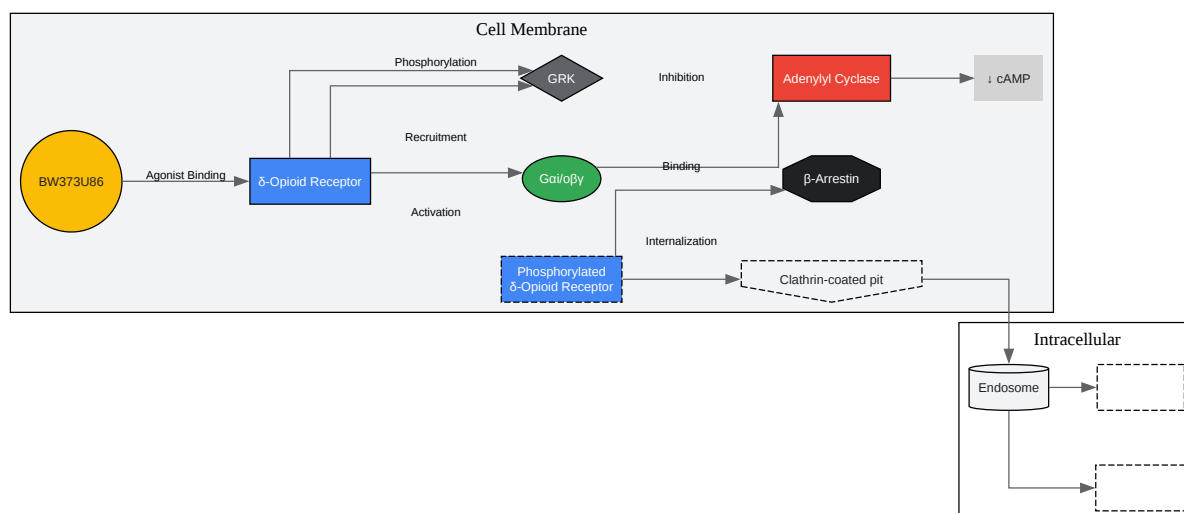 Cell Membrane
Phosphorylation
GRK
Inhibition
Adenylyl Cyclase
↓ cAMP
Recruitment
BW373U86
Agonist Binding
δ-Opioid Receptor
Gαi/oβγ
Binding
β-Arrestin
Activation
Internalization
Phosphorylated
δ-Opioid Receptor
Clathrin-coated pit
Intracellular
Endosome